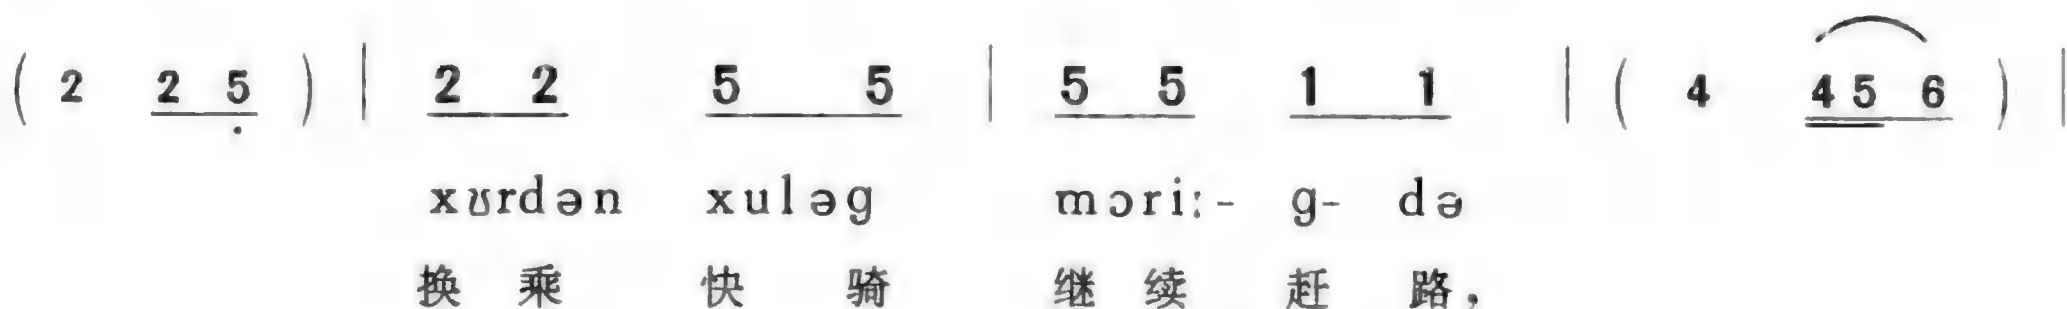 ( 2 2 5 ) | 2 2 5 5 | 5 5 1 1 | ( 4 4 5 6 ) |
xʊrdən xuləg mɔri:- g- də
换乘 快骑 继续 赶路，